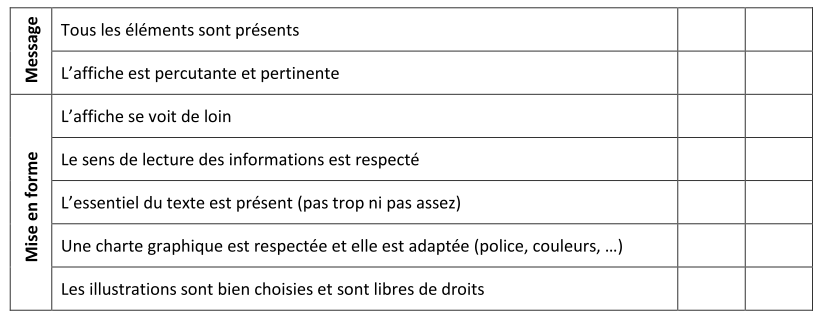 Message
Tous les éléments sont présents
L’affiche est percutante et pertinente
Mise en forme
L’affiche se voit de loin
Le sens de lecture des informations est respecté
L’essentiel du texte est présent (pas trop ni pas assez)
Une charte graphique est respectée et elle est adaptée (police, couleurs, …)
Les illustrations sont bien choisies et sont libres de droits